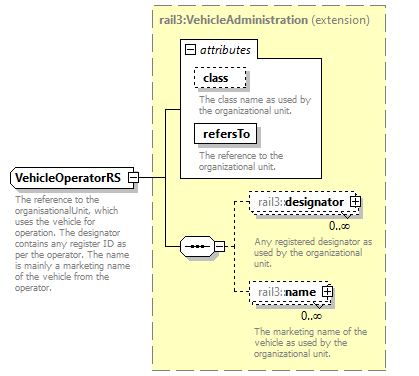 rail3:VehicleAdministration (extension)
attributes
class
The class name as used by
the organizational unit.
refersTo
The reference to the
organizational unit.
VehicleOperatorRS
The reference to the
organisationalUnit, which
uses the vehicle for
operation. The designator
contains any register ID as
per the operator. The name
is mainly a marketing name
of the vehicle from the
operator.
rail3::designator
0..∞
Any registered designator as
used by the organizational
unit.
rail3::name
0..∞
The marketing name of the
vehicle as used by the
organizational unit.